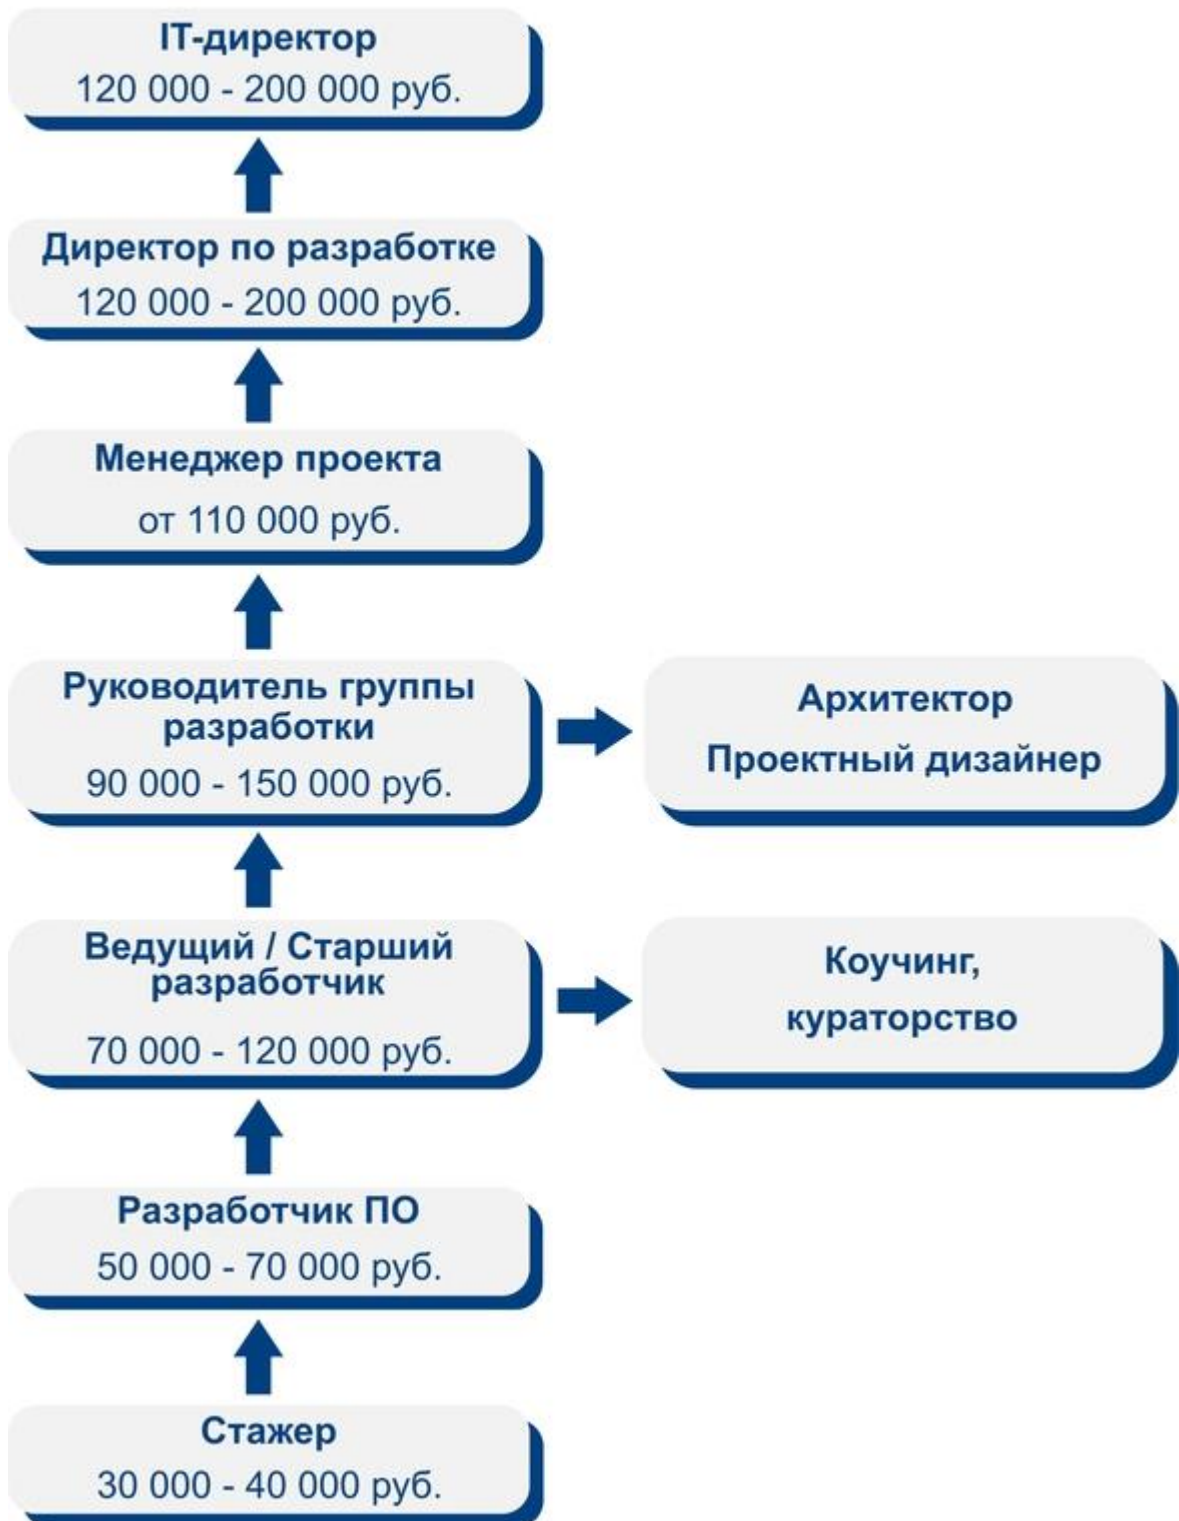 IT-директор
120 000 - 200 000 руб.
Директор по разработке
120 000 - 200 000 руб.
Менеджер проекта
от 110 000 руб.
Руководитель группы
разработки
90 000 - 150 000 руб.
Архитектор
Проектный дизайнер
Ведущий / Старший
разработчик
70 000 - 120 000 руб.
Коучинг,
кураторство
Разработчик ПО
50 000 - 70 000 руб.
Стажер
30 000 - 40 000 руб.